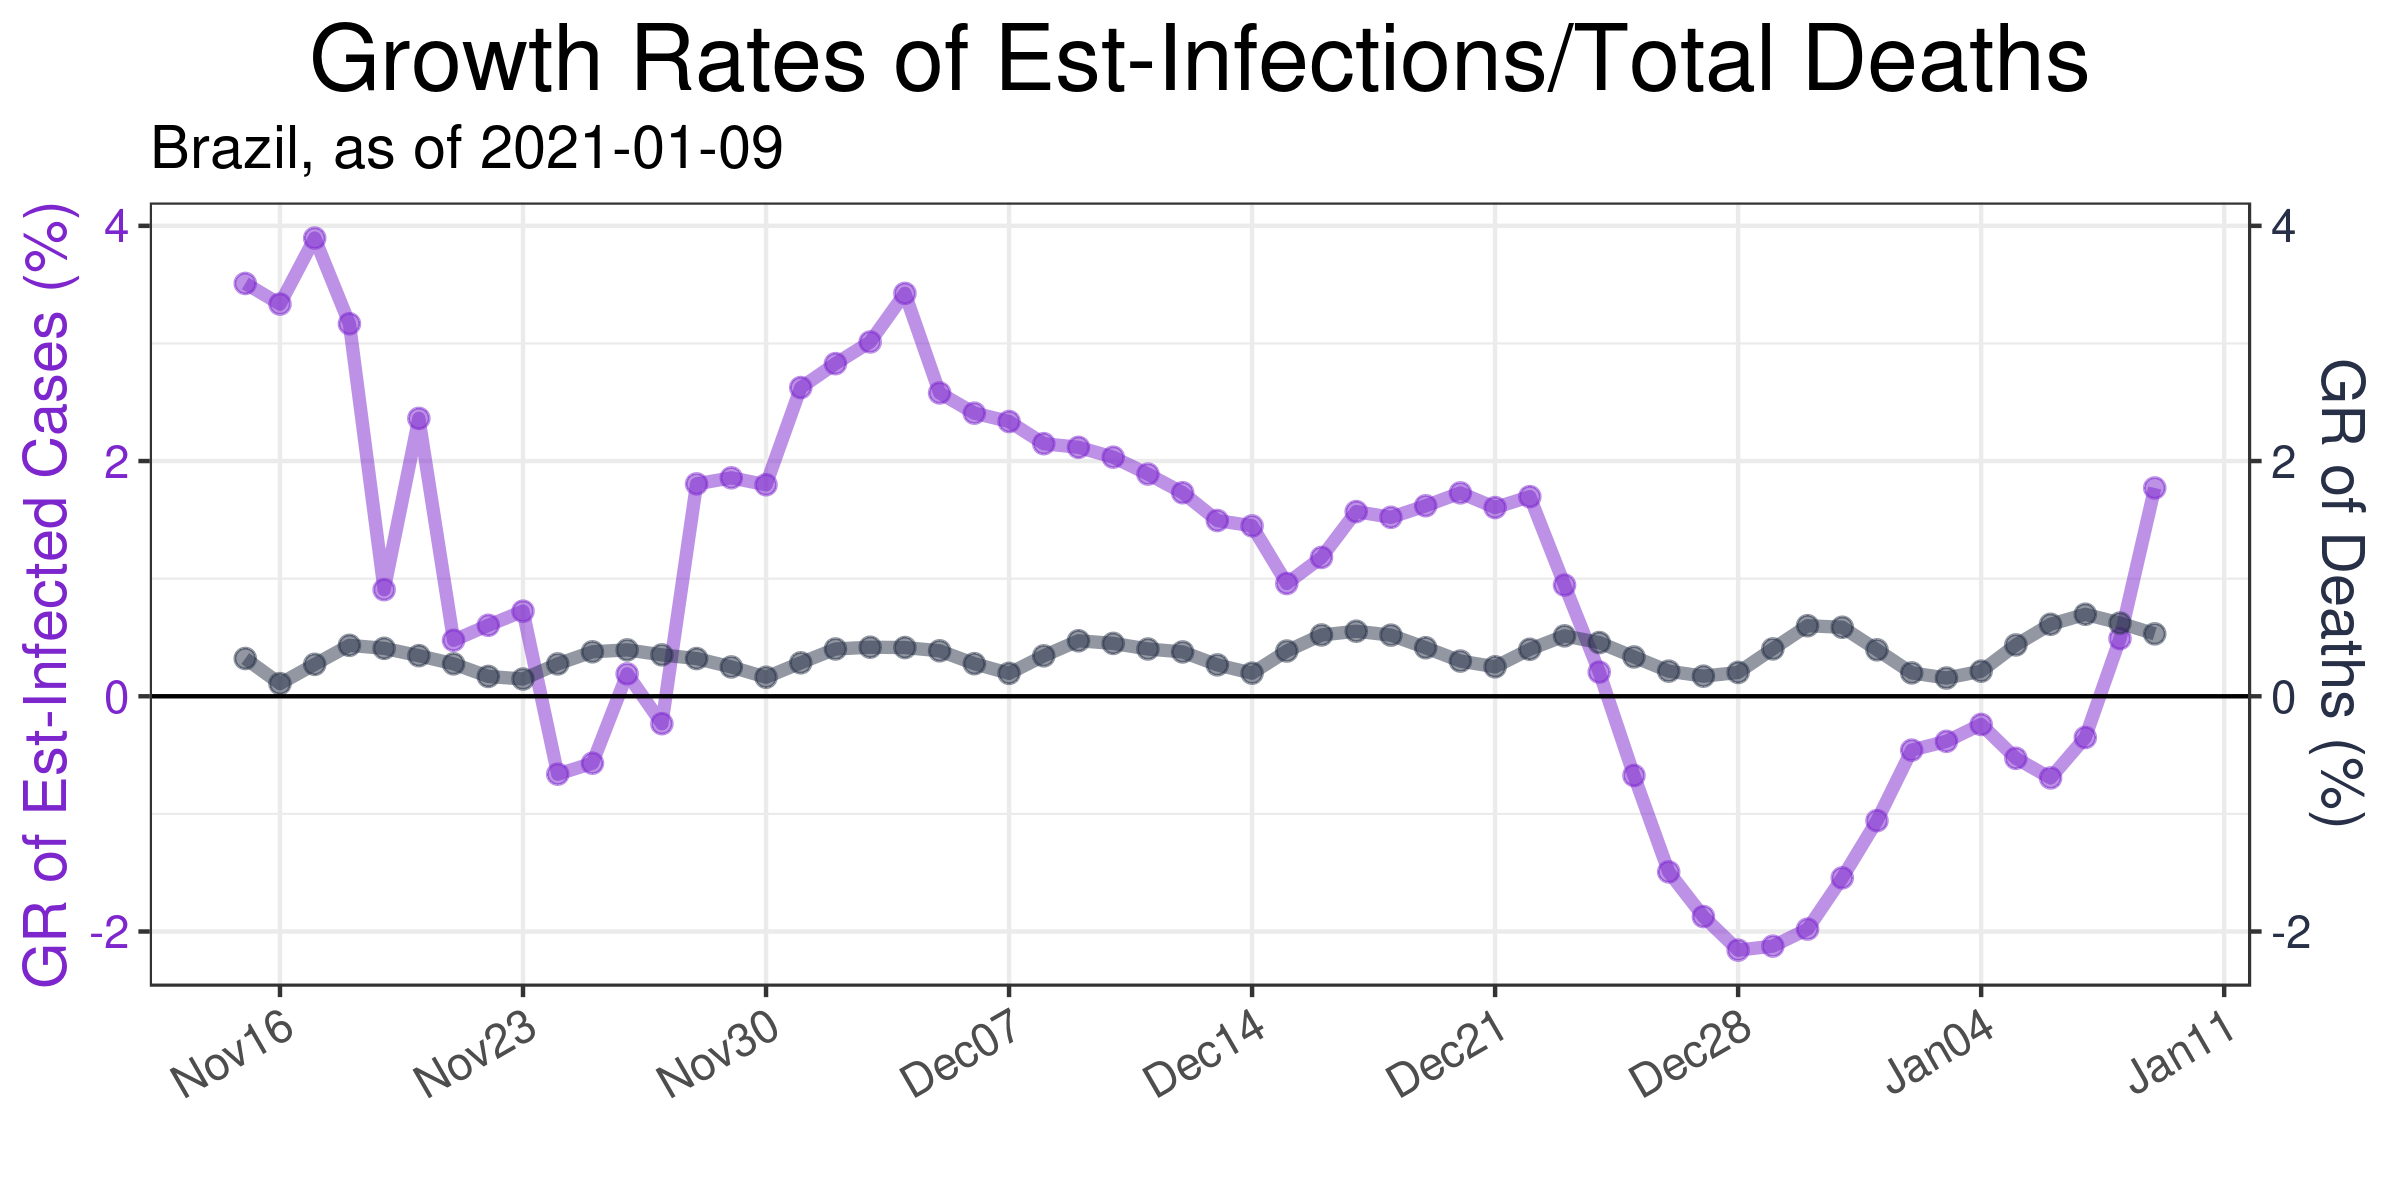 Growth Rates of Est-Infections/Total Deaths
Brazil, as of 2021-01-09
GR of Est-Infected Cases (%)
4
2
0
-2
4
2
0
-2
GR of Deaths (%)
Nov16
Nov23
Nov30
Dec07
Dec14
Dec21
Dec28
Jan04
Jan11